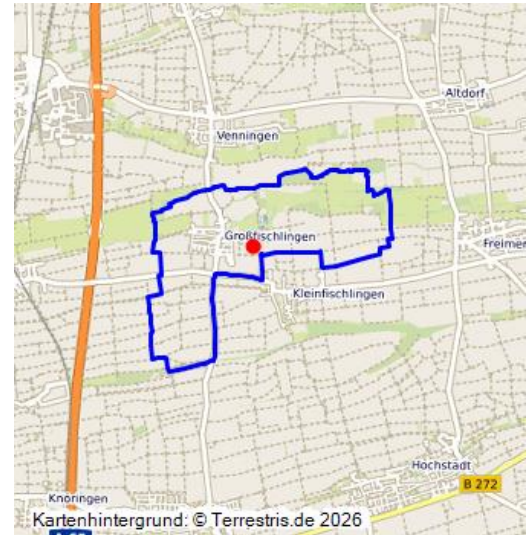 Altdorf
Venningen
Großfischlingen
Freimer
Kleinfischlingen
Hochstadt
B 272
Knöringen
Kartenhintergrund: © Terrestris.de 2026